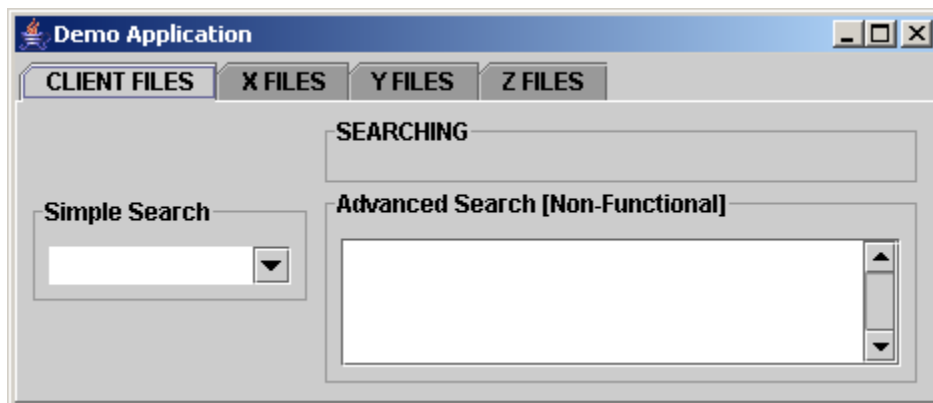 Demo Application
CLIENT FILES X FILES Y FILES Z FILES
SEARCHING
Simple Search
Advanced Search [Non-Functional]